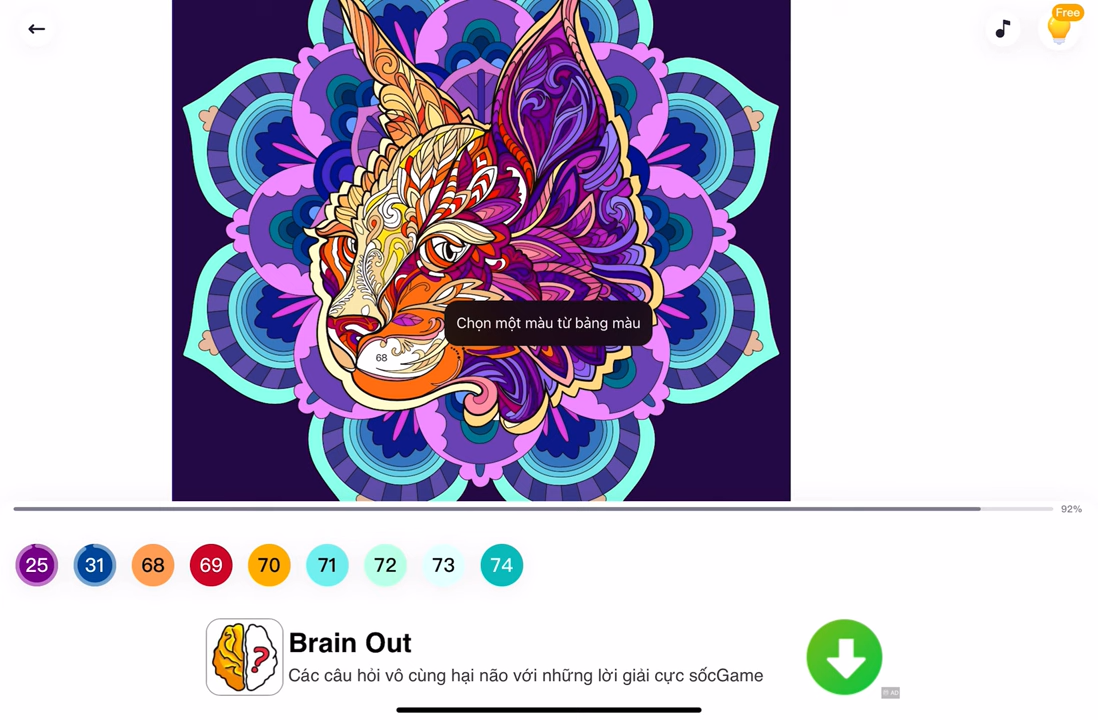 Free
Chọn một màu từ bảng màu
68
92%
25 31 68 69 70 71 72 73 74
Brain Out
Các câu hỏi vô cùng hại não với những lời giải cực sốcGame
AD